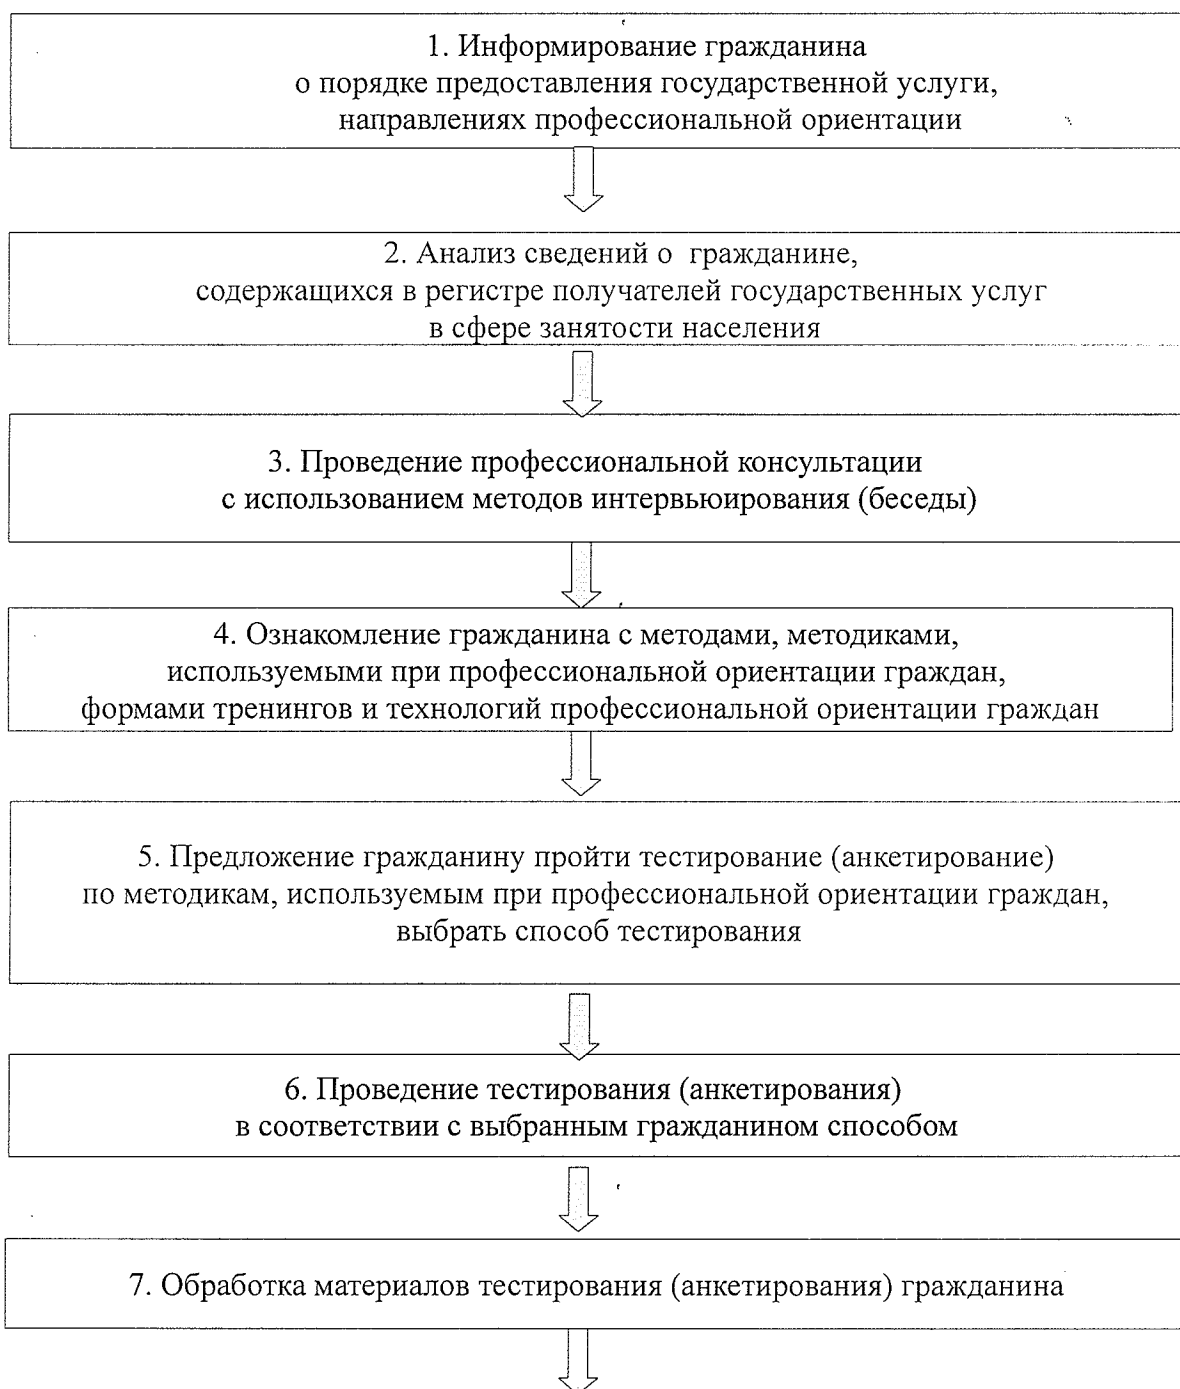 1. Информирование гражданина
о порядке предоставления государственной услуги,
направлениях профессиональной ориентации
2. Анализ сведений о гражданине,
содержащихся в регистре получателей государственных услуг
в сфере занятости населения
3. Проведение профессиональной консультации
с использованием методов интервьюирования (беседы)
4. Ознакомление гражданина с методами, методиками,
используемыми при профессиональной ориентации граждан,
формами тренингов и технологий профессиональной ориентации граждан
5. Предложение гражданину пройти тестирование (анкетирование)
по методикам, используемым при профессиональной ориентации граждан,
выбрать способ тестирования
6. Проведение тестирования (анкетирования)
в соответствии с выбранным гражданином способом
7. Обработка материалов тестирования (анкетирования) гражданина